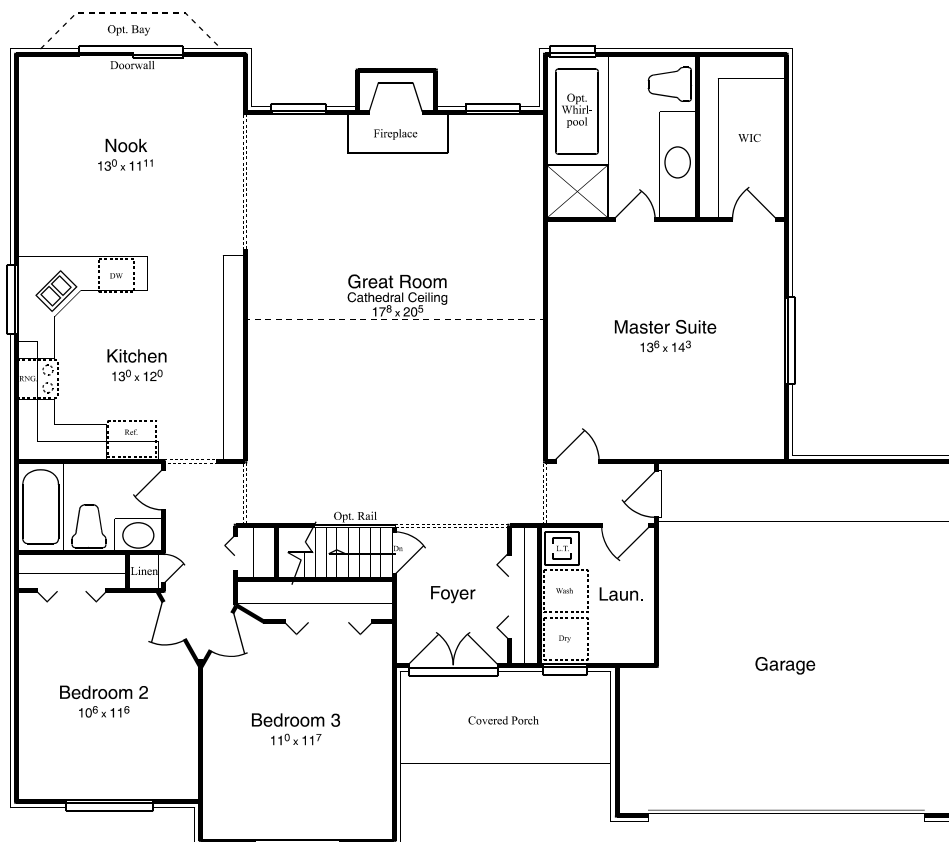 Opt. Bay
Doorwall
Nook
13⁰ x 11¹¹
Fireplace
Opt.
Whirl-
pool
WIC
DW
Great Room
Cathedral Ceiling
17⁸ x 20⁵
Master Suite
13⁶ x 14³
Kitchen
13⁰ x 12⁰
RNG.
Ref.
Opt. Rail
Dn
L.T.
Linen
Foyer
Wash
Laun.
Dry
Garage
Bedroom 2
10⁶ x 11⁶
Bedroom 3
11⁰ x 11⁷
Covered Porch